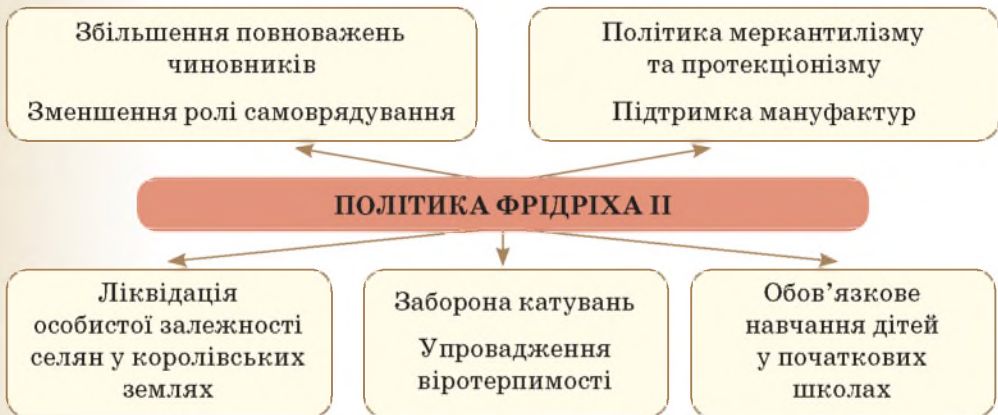 Збільшення повноважень
чиновників
Зменшення ролі самоврядування
Політика меркантилізму
та протекціонізму
Підтримка мануфактур
ПОЛІТИКА ФРІДРІХА ІІ
Ліквідація
особистої залежності
селян у королівських
землях
Заборона катувань
Упровадження
віротерпимості
Обов’язкове
навчання дітей
у початкових
школах